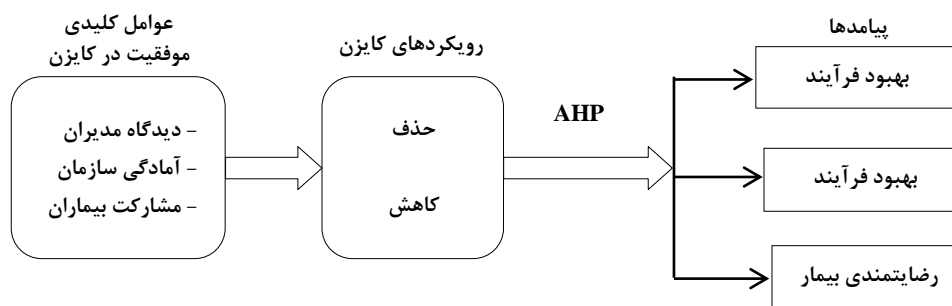 عوامل کلیدی
موفقیت در کایزن
– دیدگاه مدیران
– آمادگی سازمان
– مشارکت بیماران
رویکردهای کایزن
حذف
کاهش
AHP
پیامدها
بهبود فرآیند
بهبود فرآیند
رضایتمندی بیمار